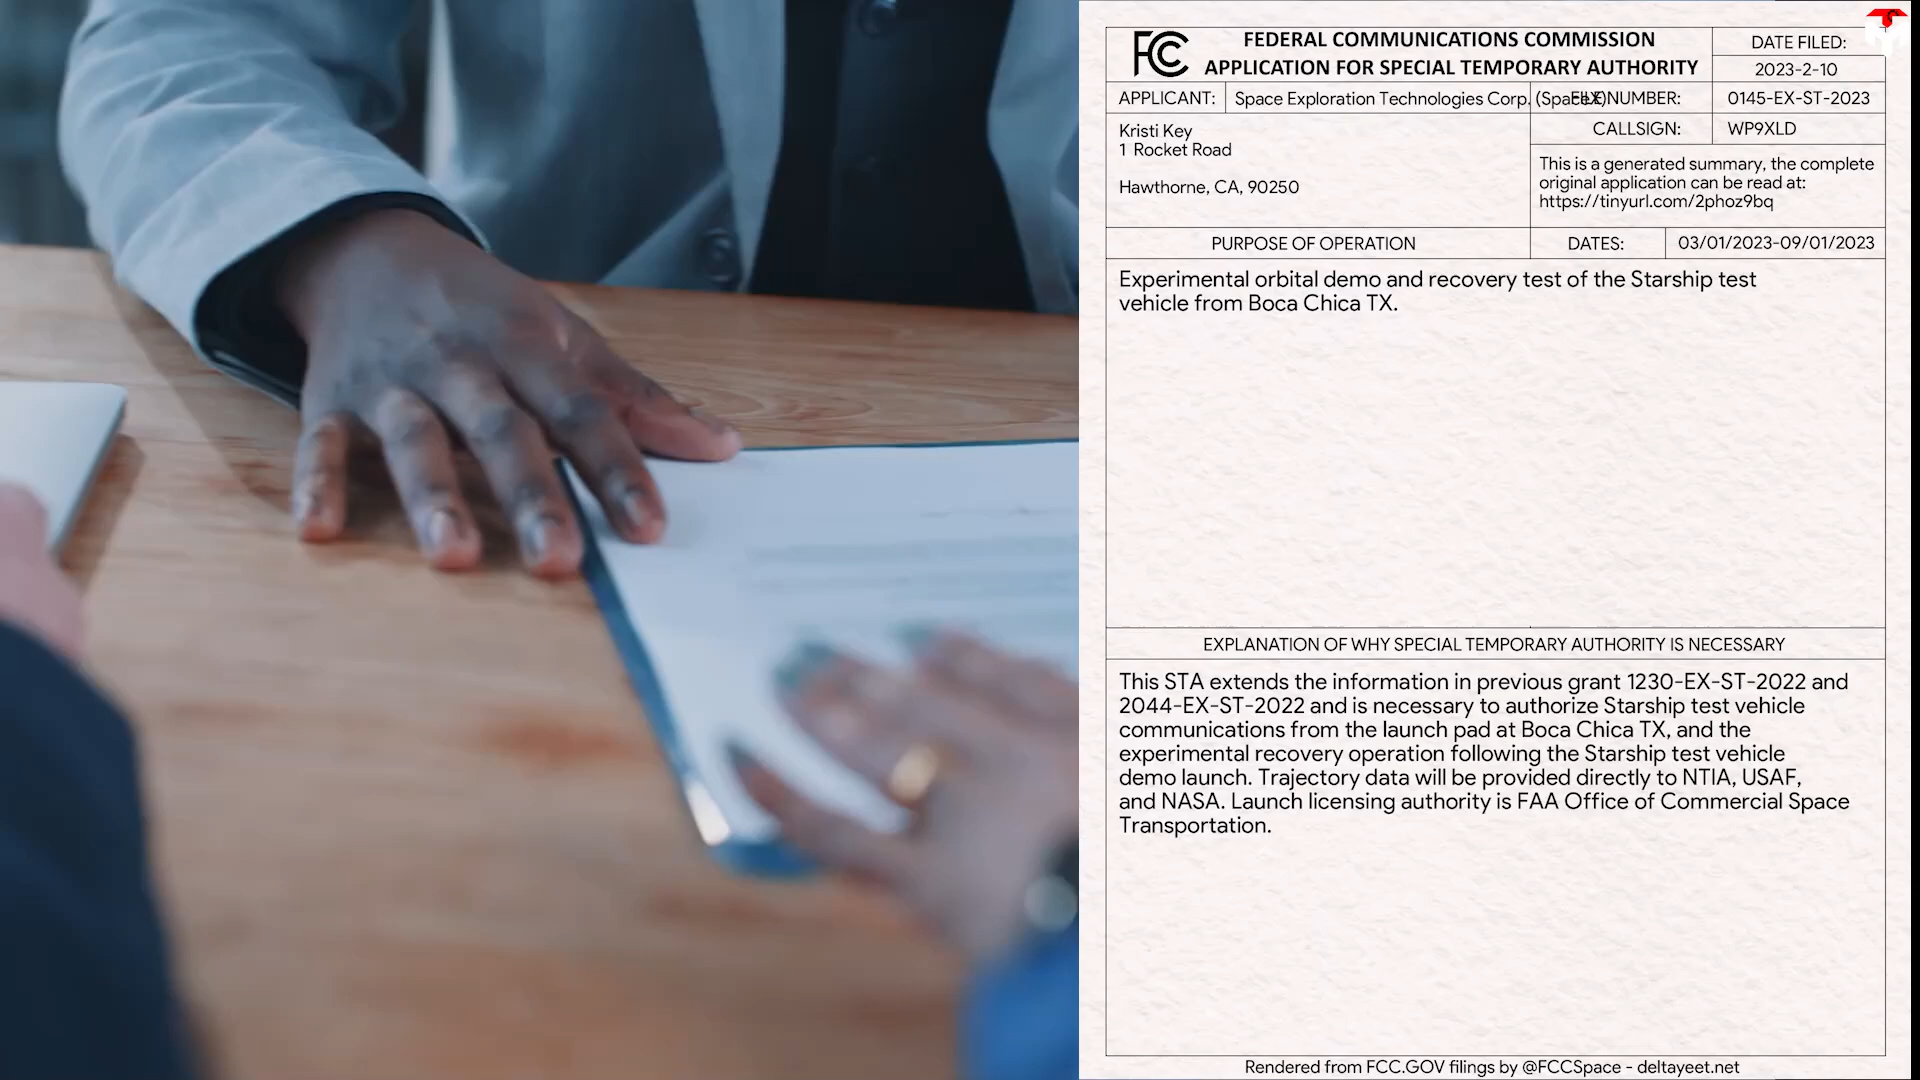 FCC
FEDERAL COMMUNICATIONS COMMISSION
APPLICATION FOR SPECIAL TEMPORARY AUTHORITY
DATE FILED:
2023-2-10
APPLICANT:
Space Exploration Technologies Corp. (SpaceX)
FILE NUMBER:
0145-EX-ST-2023
Kristi Key
1 Rocket Road
Hawthorne, CA, 90250
CALLSIGN:
WP9XLD
This is a generated summary, the complete
original application can be read at:
https://tinyurl.com/2phoz9bq
PURPOSE OF OPERATION
DATES:
03/01/2023-09/01/2023
Experimental orbital demo and recovery test of the Starship test
vehicle from Boca Chica TX.
EXPLANATION OF WHY SPECIAL TEMPORARY AUTHORITY IS NECESSARY
This STA extends the information in previous grant 1230-EX-ST-2022 and
2044-EX-ST-2022 and is necessary to authorize Starship test vehicle
communications from the launch pad at Boca Chica TX, and the
experimental recovery operation following the Starship test vehicle
demo launch. Trajectory data will be provided directly to NTIA, USAF,
and NASA. Launch licensing authority is FAA Office of Commercial Space
Transportation.
Rendered from FCC.GOV filings by @FCCSpace - deltayeet.net